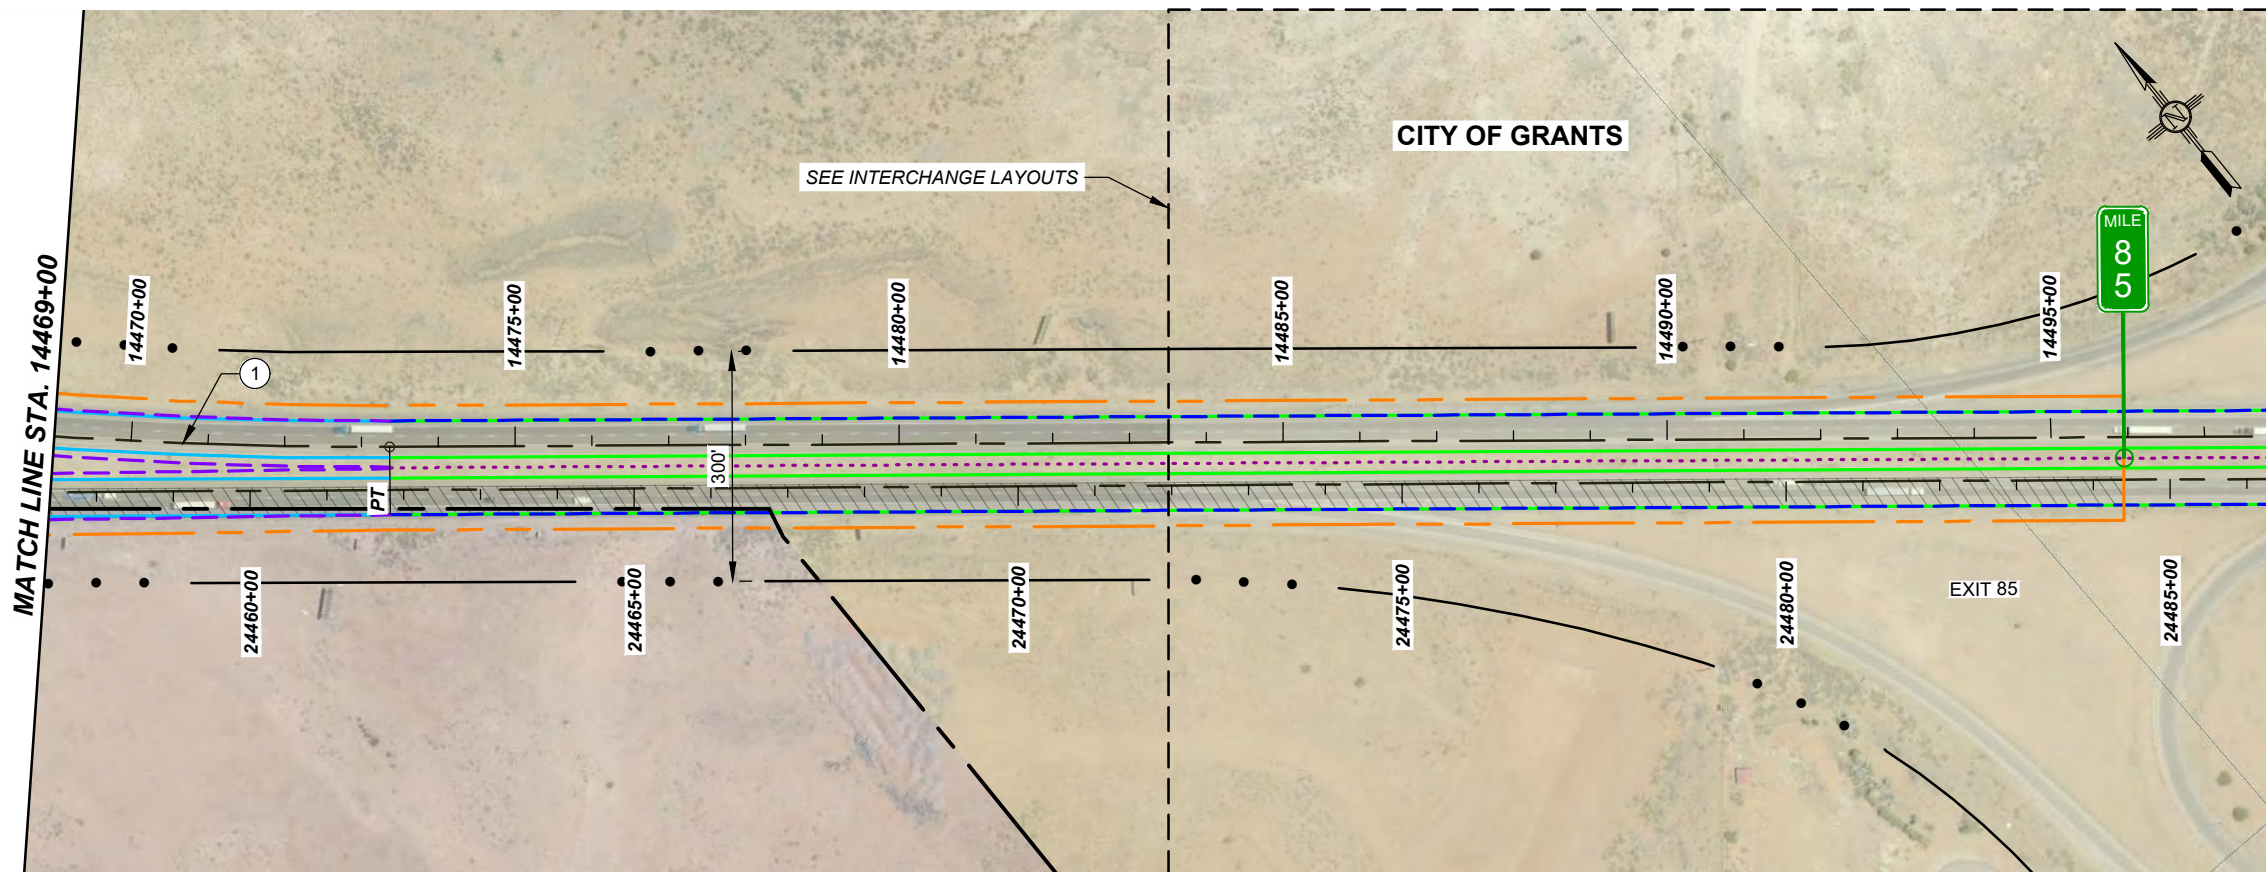 CITY OF GRANTS
SEE INTERCHANGE LAYOUTS
MILE
8
5
MATCH LINE STA. 14469+00
14470+00
14475+00
14480+00
14485+00
14490+00
14495+00
1
300'
PT
24460+00
24465+00
24470+00
24475+00
24480+00
24485+00
EXIT 85
N